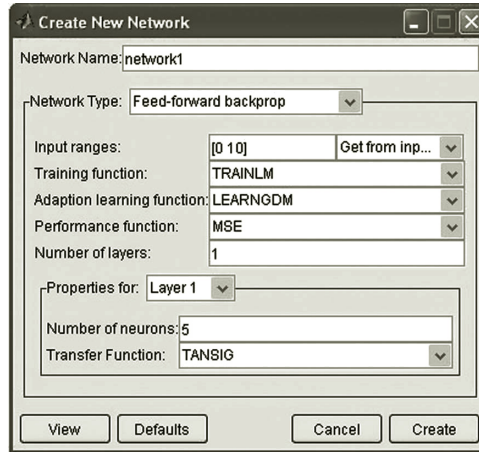 Create New Network
Network Name: network1
Network Type: Feed-forward backprop
Input ranges: [0 10] Get from inp...
Training function: TRAINLM
Adaption learning function: LEARNGDM
Performance function: MSE
Number of layers: 1
Properties for: Layer 1
Number of neurons: 5
Transfer Function: TANSIG
View Defaults Cancel Create